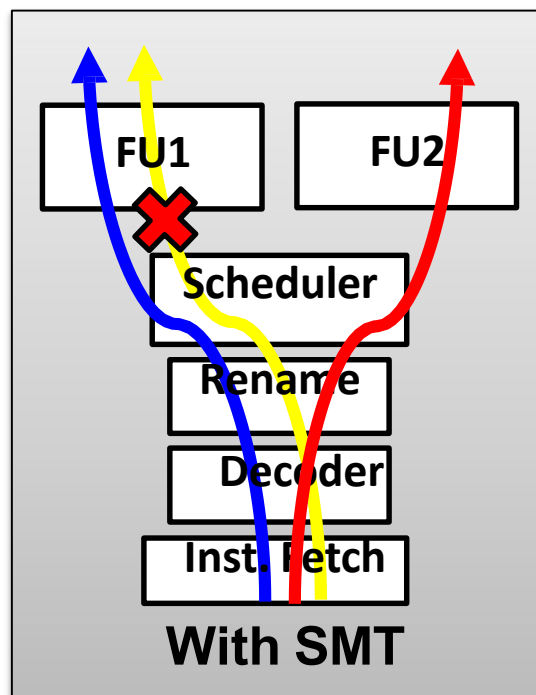 FU1 FU2
Scheduler
Rename
Decoder
Inst. Fetch
With SMT